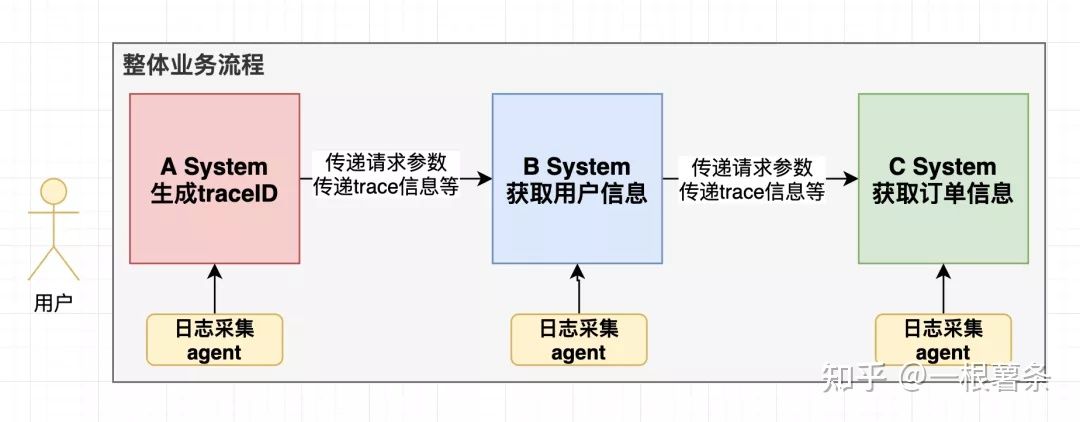 整体业务流程
A System
生成traceID
传递请求参数
传递trace信息等
B System
获取用户信息
传递请求参数
传递trace信息等
C System
获取订单信息
用户
日志采集
agent
日志采集
agent
日志采集
agent
知乎 @一根薯条